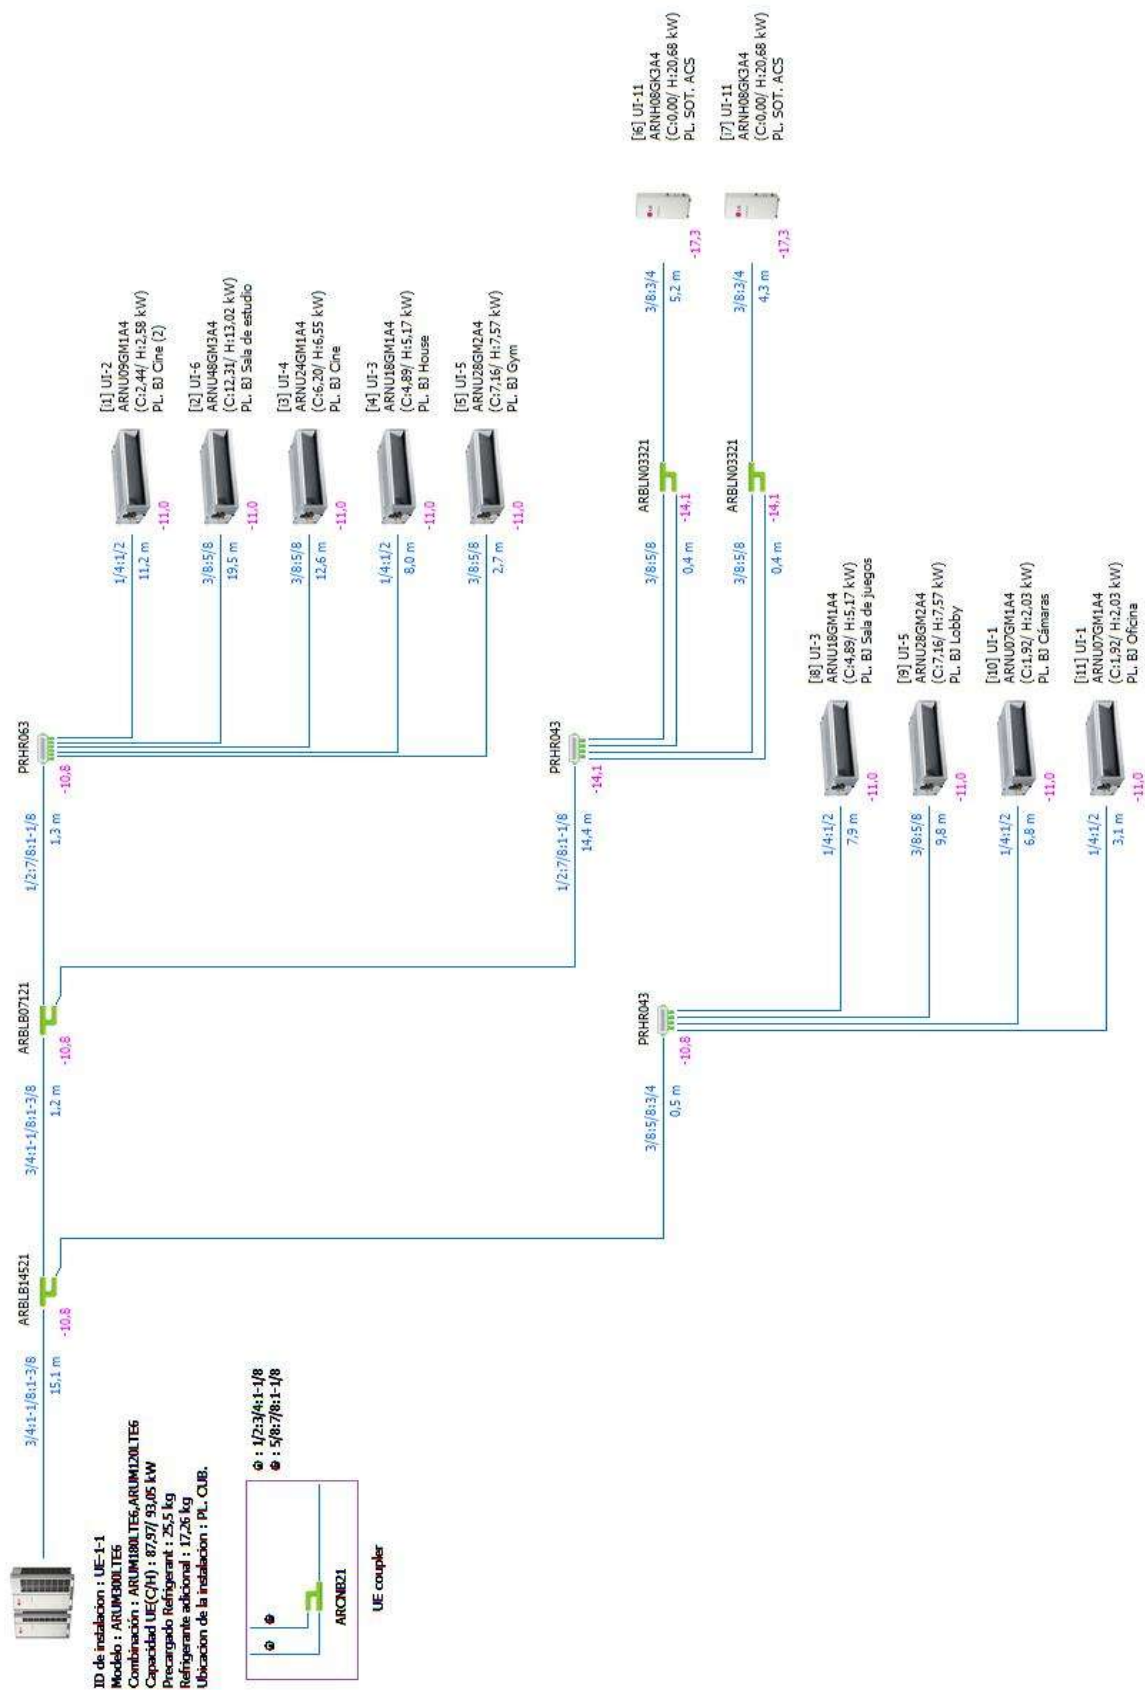 ID de instalacion : UE-1-1
Modelo : ARUM300LTE6
Combinación : ARUM180LTE6,ARUM120LTE6
Capacidad UE(C/H) : 87,97/ 93,05 kW
Precargado Refrigerant : 25,5 kg
Refrigerante adicional : 17,26 kg
Ubicacion de la instalacion : PL. CUB.
ARCNB21
UE coupler
: 1/2:3/4:1-1/8
: 5/8:7/8:1-1/8
3/4:1-1/8:1-3/8
15,1 m
ARBLB14521
-10,8
3/4:1-1/8:1-3/8
1,2 m
ARBLB07121
-10,8
1/2:7/8:1-1/8
1,3 m
PRHR063
-10,8
1/4:1/2
11,2 m
-11,0
[i1] UI-2
ARNU09GM1A4
(C:2,44/ H:2,58 kW)
PL. BJ Cine (2)
3/8:5/8
19,5 m
-11,0
[i2] UI-6
ARNU48GM3A4
(C:12,31/ H:13,02 kW)
PL. BJ Sala de estudio
3/8:5/8
12,6 m
-11,0
[i3] UI-4
ARNU24GM1A4
(C:6,20/ H:6,55 kW)
PL. BJ Cine
1/4:1/2
8,0 m
-11,0
[i4] UI-3
ARNU18GM1A4
(C:4,89/ H:5,17 kW)
PL. BJ House
3/8:5/8
2,7 m
-11,0
[i5] UI-5
ARNU28GM2A4
(C:7,16/ H:7,57 kW)
PL. BJ Gym
1/2:7/8:1-1/8
14,4 m
PRHR043
-14,1
3/8:5/8
0,4 m
ARBLN03321
-14,1
3/8:3/4
5,2 m
-17,3
[i6] UI-11
ARNH08GK3A4
(C:0,00/ H:20,68 kW)
PL. SOT. ACS
3/8:5/8
0,4 m
ARBLN03321
-14,1
3/8:3/4
4,3 m
-17,3
[i7] UI-11
ARNH08GK3A4
(C:0,00/ H:20,68 kW)
PL. SOT. ACS
3/8:5/8:3/4
0,5 m
PRHR043
-10,8
1/4:1/2
7,9 m
-11,0
[i8] UI-3
ARNU18GM1A4
(C:4,89/ H:5,17 kW)
PL. BJ Sala de juegos
3/8:5/8
9,8 m
-11,0
[i9] UI-5
ARNU28GM2A4
(C:7,16/ H:7,57 kW)
PL. BJ Lobby
1/4:1/2
6,8 m
-11,0
[i10] UI-1
ARNU07GM1A4
(C:1,92/ H:2,03 kW)
PL. BJ Cámaras
1/4:1/2
3,1 m
-11,0
[i11] UI-1
ARNU07GM1A4
(C:1,92/ H:2,03 kW)
PL. BJ Oficina